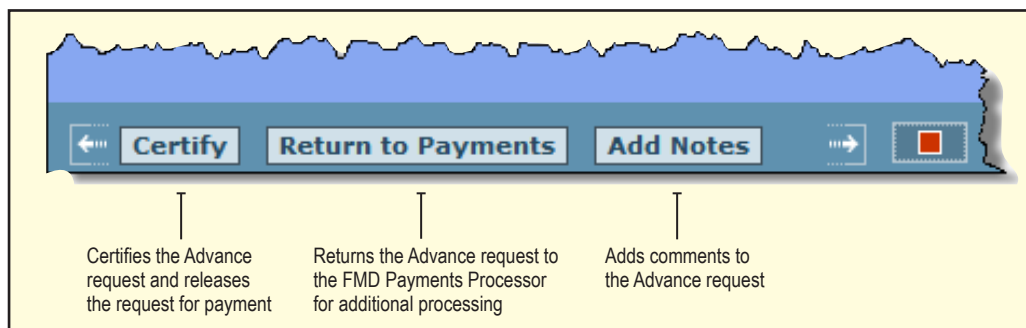 Certify Return to Payments Add Notes
Certifies the Advance
request and releases
the request for payment
Returns the Advance request to
the FMD Payments Processor
for additional processing
Adds comments to
the Advance request